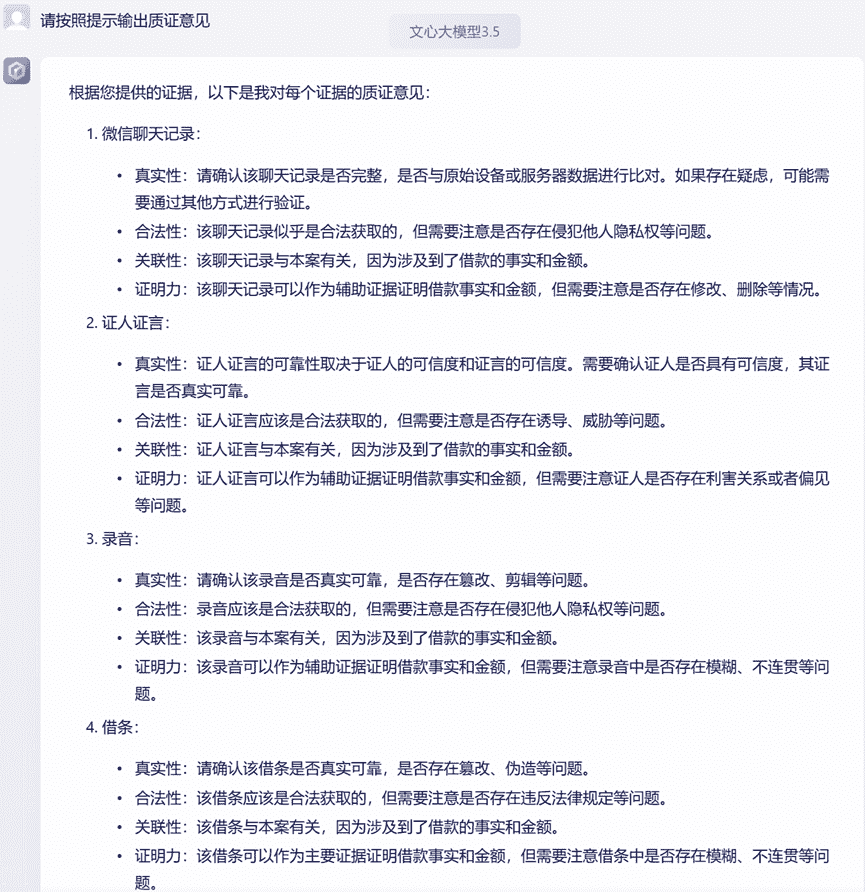 请按照提示输出质证意见
文心大模型3.5
根据您提供的证据，以下是我对每个证据的质证意见：
1. 微信聊天记录：
• 真实性：请确认该聊天记录是否完整，是否与原始设备或服务器数据进行比对。如果存在疑虑，可能需
要通过其他方式进行验证。
• 合法性：该聊天记录似乎是合法获取的，但需要注意是否存在侵犯他人隐私权等问题。
• 关联性：该聊天记录与本案有关，因为涉及到了借款的事实和金额。
• 证明力：该聊天记录可以作为辅助证据证明借款事实和金额，但需要注意是否存在修改、删除等情况。
2. 证人证言：
• 真实性：证人证言的可靠性取决于证人的可信度和证言的可信度。需要确认证人是否具有可信度，其证
言是否真实可靠。
• 合法性：证人证言应该是合法获取的，但需要注意是否存在诱导、威胁等问题。
• 关联性：证人证言与本案有关，因为涉及到了借款的事实和金额。
• 证明力：证人证言可以作为辅助证据证明借款事实和金额，但需要注意证人是否存在利害关系或者偏见
等问题。
3. 录音：
• 真实性：请确认该录音是否真实可靠，是否存在篡改、剪辑等问题。
• 合法性：录音应该是合法获取的，但需要注意是否存在侵犯他人隐私权等问题。
• 关联性：该录音与本案有关，因为涉及到了借款的事实和金额。
• 证明力：该录音可以作为辅助证据证明借款事实和金额，但需要注意录音中是否存在模糊、不连贯等问
题。
4. 借条：
• 真实性：请确认该借条是否真实可靠，是否存在篡改、伪造等问题。
• 合法性：该借条应该是合法获取的，但需要注意是否存在违反法律规定等问题。
• 关联性：该借条与本案有关，因为涉及到了借款的事实和金额。
• 证明力：该借条可以作为主要证据证明借款事实和金额，但需要注意借条中是否存在模糊、不连贯等问
题。